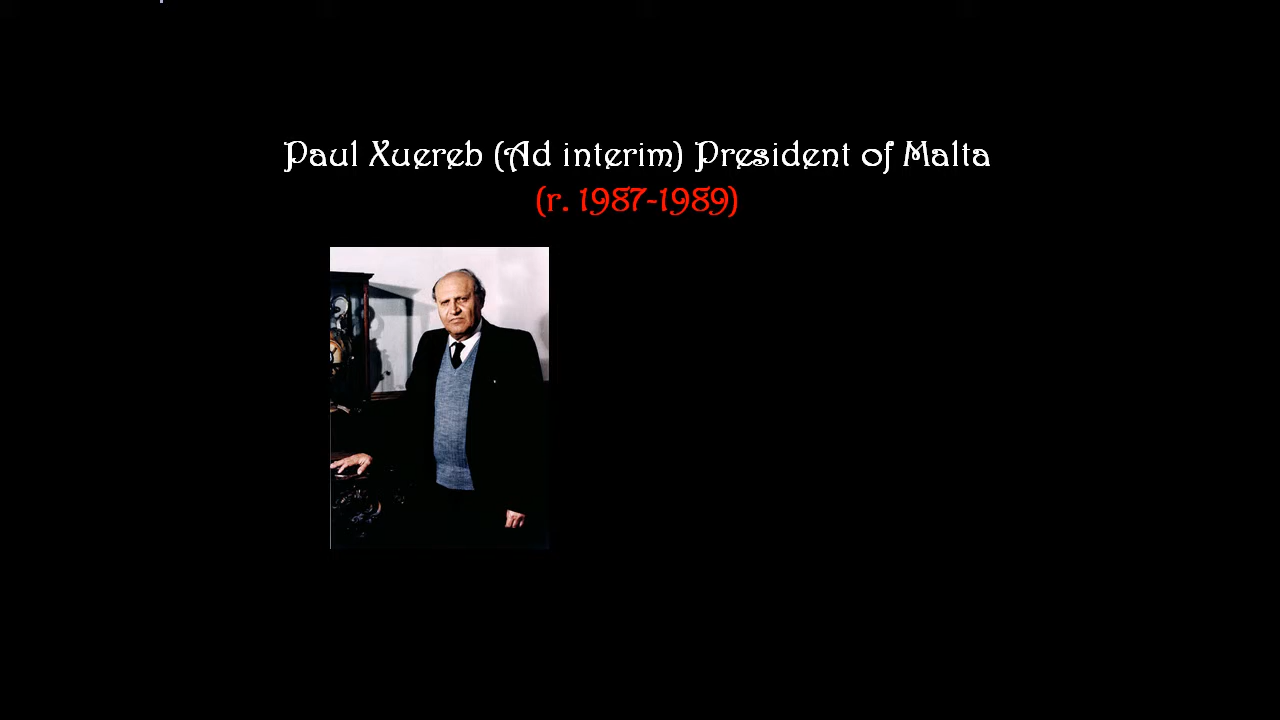 Paul Xuereb (Ad interim) President of Malta
(r. 1987-1989)